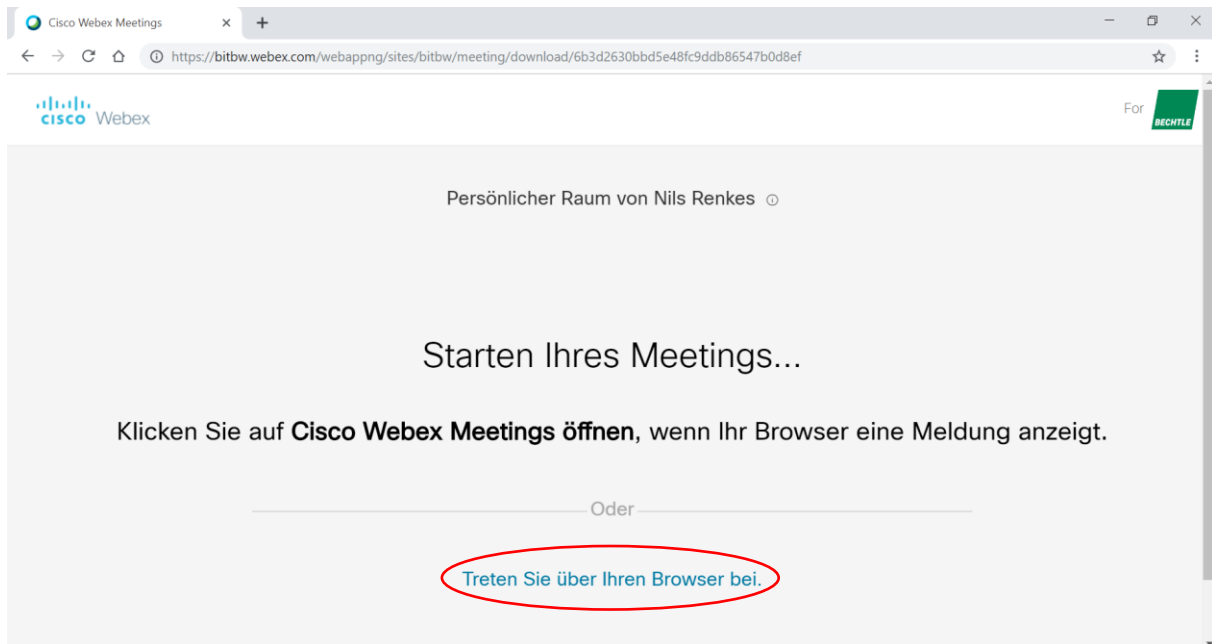 Cisco Webex Meetings
https://bitbw.webex.com/webappng/sites/bitbw/meeting/download/6b3d2630bbd5e48fc9ddb86547b0d8ef
cisco Webex
For BECHTLE
Persönlicher Raum von Nils Renkes
Starten Ihres Meetings...
Klicken Sie auf Cisco Webex Meetings öffnen, wenn Ihr Browser eine Meldung anzeigt.
Oder
Treten Sie über Ihren Browser bei.